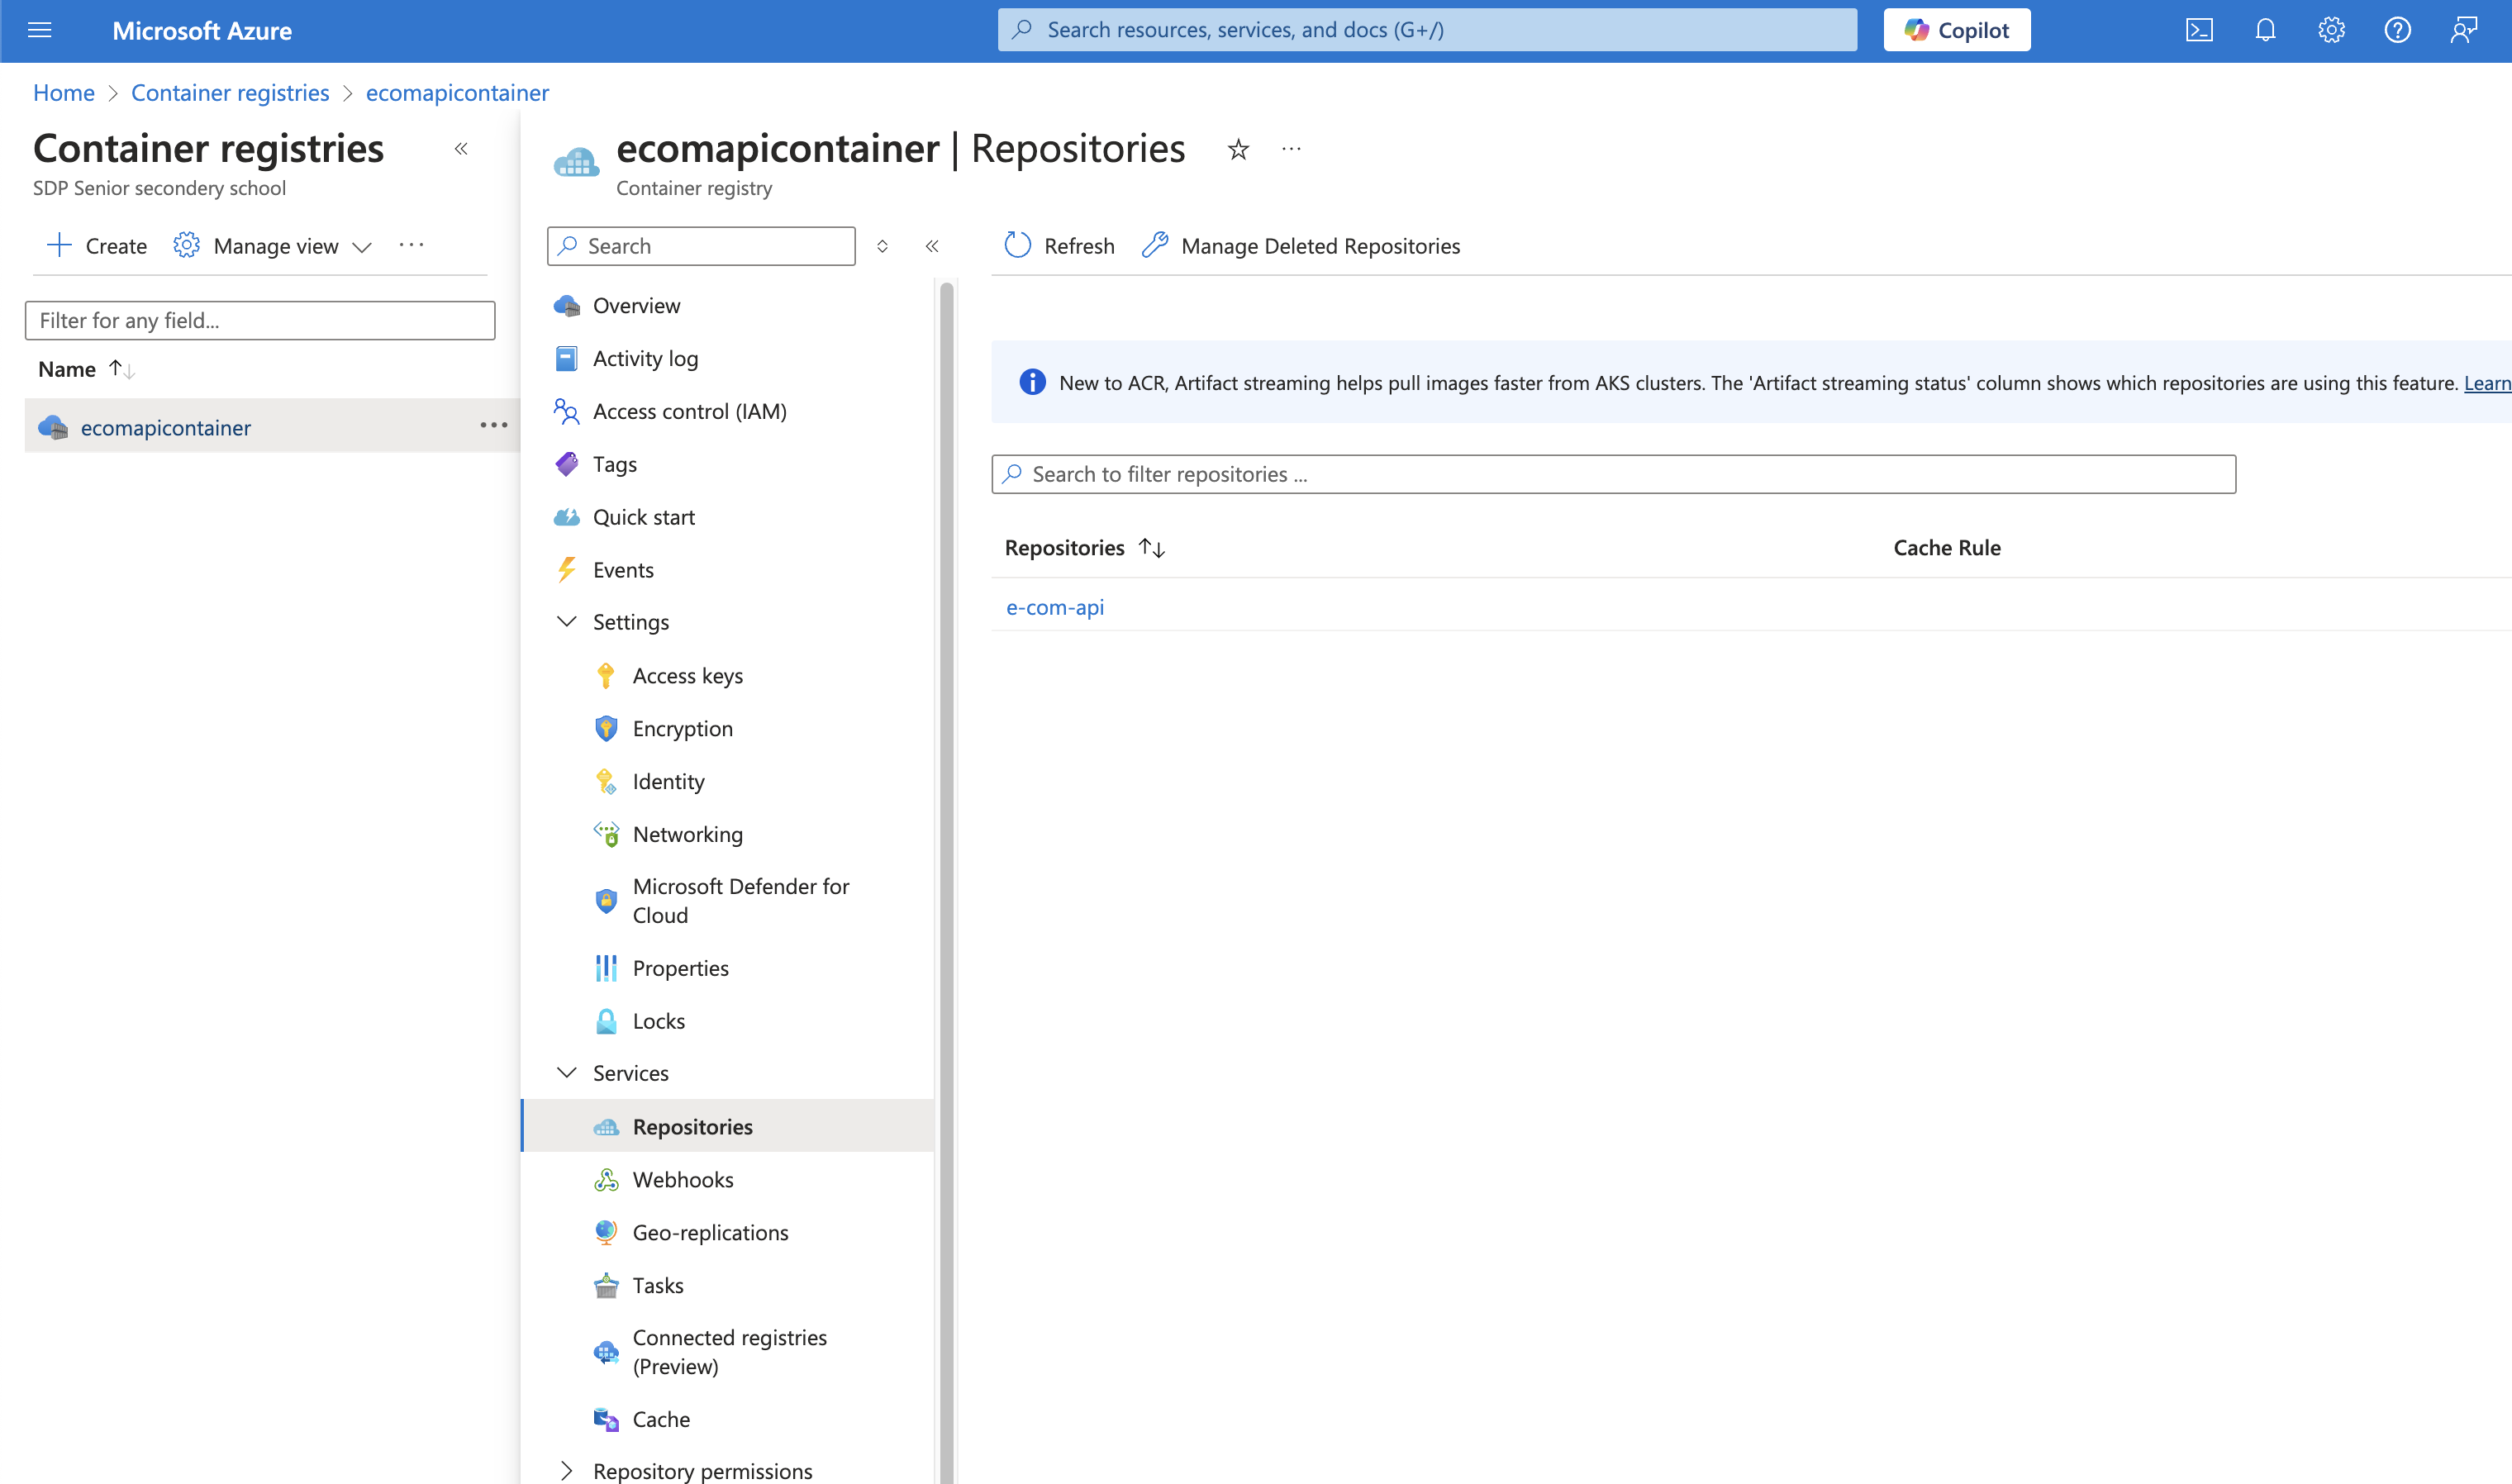 Microsoft Azure
Search resources, services, and docs (G+/)
Copilot
Home > Container registries > ecomapicontainer
Container registries
SDP Senior secondery school
Create
Manage view
Filter for any field...
Name
ecomapicontainer
ecomapicontainer | Repositories
Container registry
Search
Overview
Activity log
Access control (IAM)
Tags
Quick start
Events
Settings
Access keys
Encryption
Identity
Networking
Microsoft Defender for
Cloud
Properties
Locks
Services
Repositories
Webhooks
Geo-replications
Tasks
Connected registries
(Preview)
Cache
Repository permissions
Refresh
Manage Deleted Repositories
New to ACR, Artifact streaming helps pull images faster from AKS clusters. The 'Artifact streaming status' column shows which repositories are using this feature. Learn
Search to filter repositories ...
Repositories
Cache Rule
e-com-api